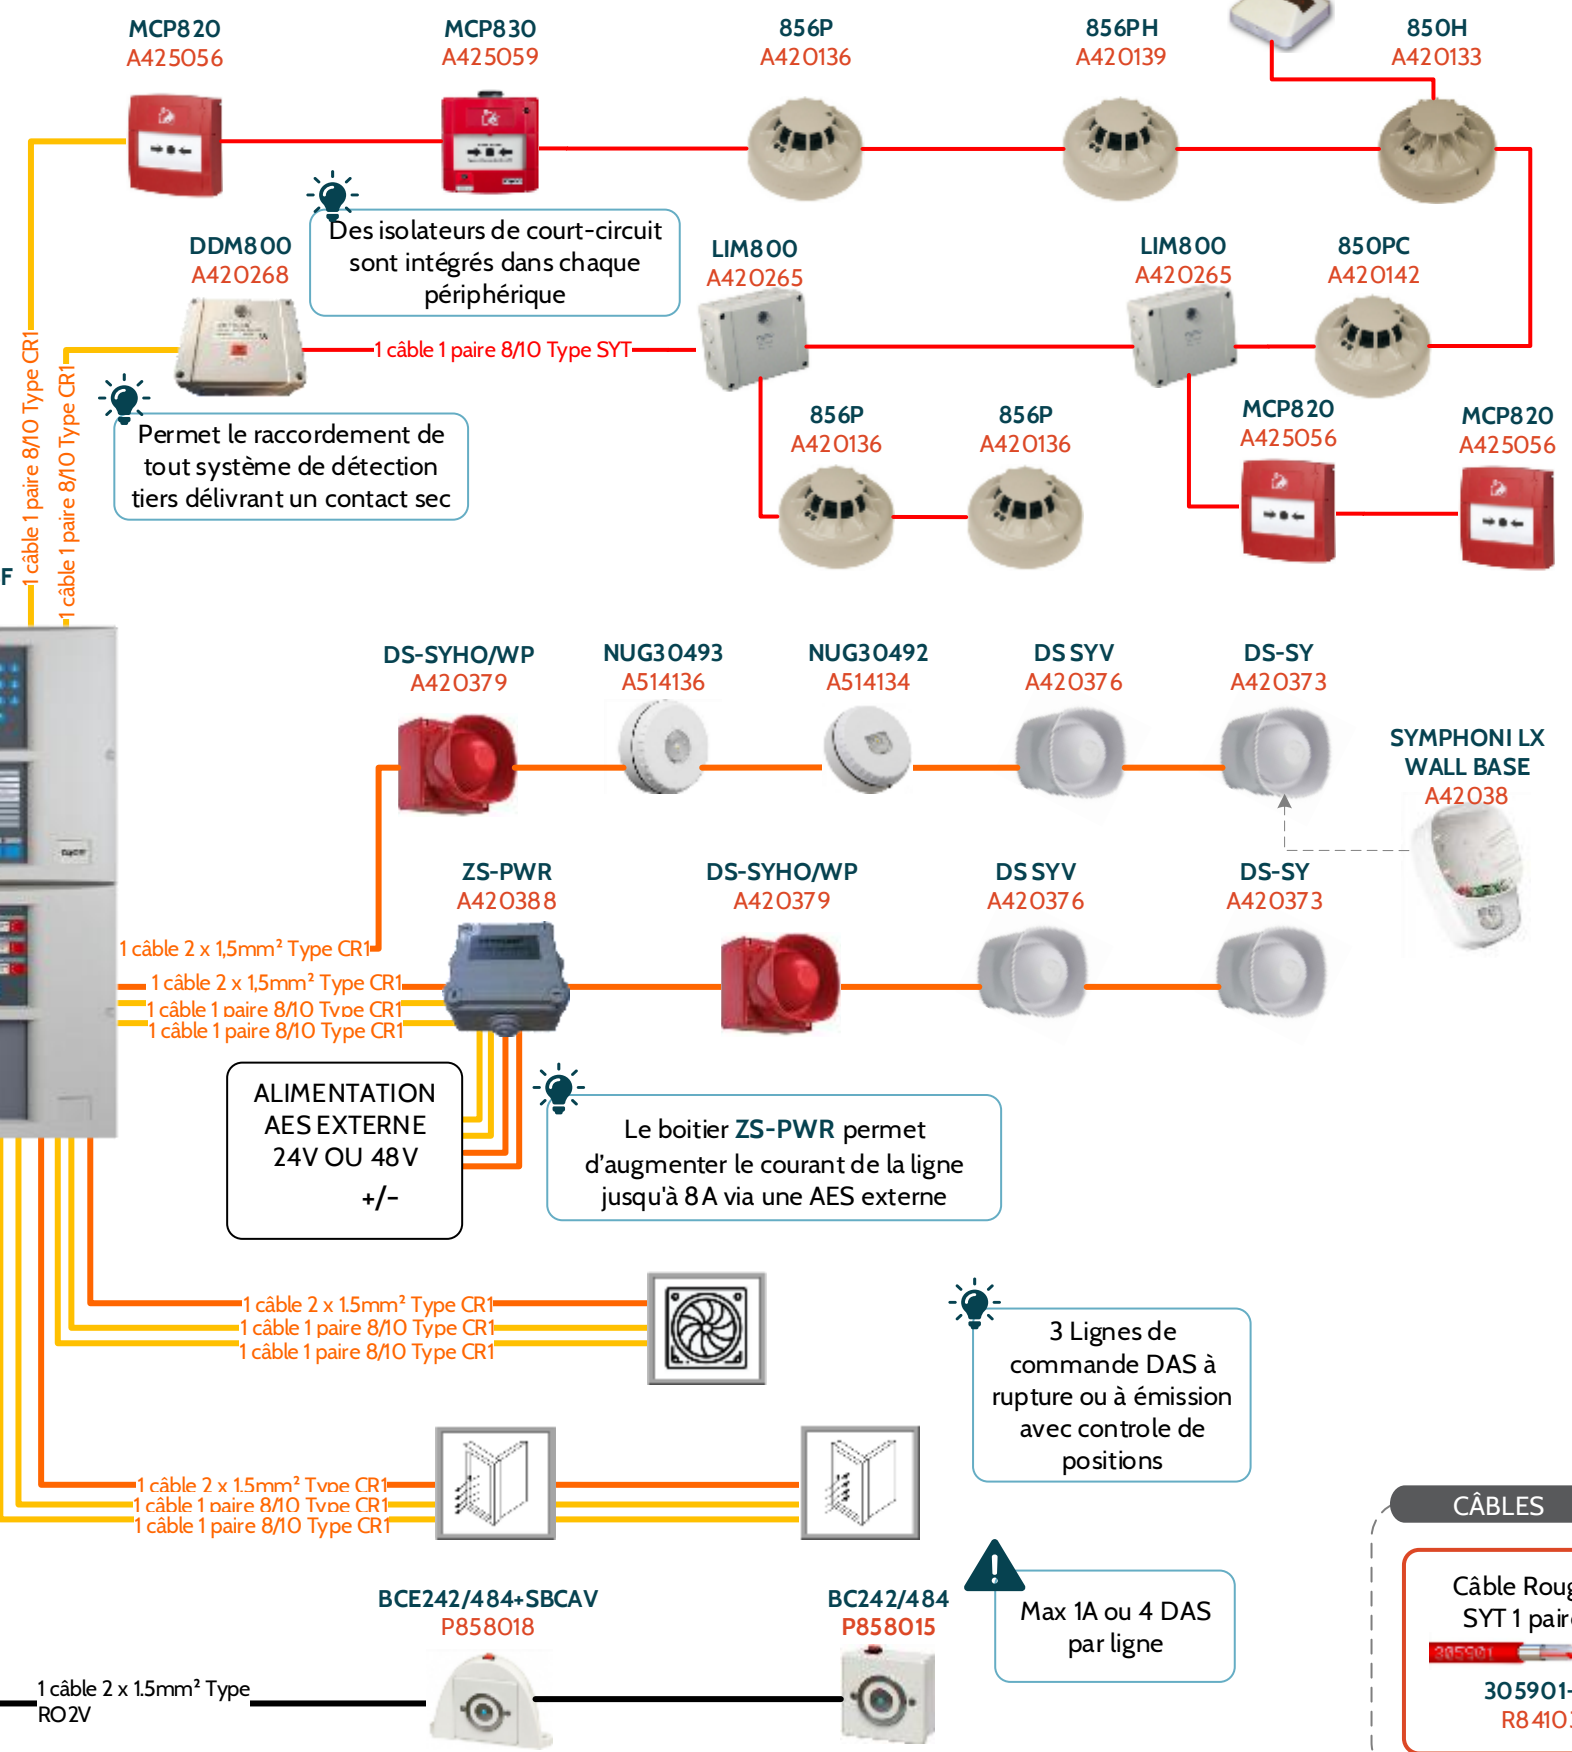 MCP820
A425056
MCP830
A425059
856P
A420136
856PH
A420139
850H
A420133
Des isolateurs de court-circuit
sont intégrés dans chaque
périphérique
DDM800
A420268
LIM800
A420265
LIM800
A420265
850PC
A420142
1 câble 1 paire 8/10 Type SYT
1 câble 1 paire 8/10 Type CR1
1 câble 1 paire 8/10 Type CR1
Permet le raccordement de
tout système de détection
tiers délivrant un contact sec
856P
A420136
856P
A420136
MCP820
A425056
MCP820
A425056
F
DS-SYHO/WP
A420379
NUG30493
A514136
NUG30492
A514134
DS SYV
A420376
DS-SY
A420373
SYMPHONI LX
WALL BASE
A42038
ZS-PWR
A420388
DS-SYHO/WP
A420379
DS SYV
A420376
DS-SY
A420373
1 câble 2 x 1,5mm² Type CR1
1 câble 2 x 1,5mm² Type CR1
1 câble 1 paire 8/10 Type CR1
1 câble 1 paire 8/10 Type CR1
ALIMENTATION
AES EXTERNE
24V OU 48V
+/-
Le boitier ZS-PWR permet
d'augmenter le courant de la ligne
jusqu'à 8A via une AES externe
1 câble 2 x 1.5mm² Type CR1
1 câble 1 paire 8/10 Type CR1
1 câble 1 paire 8/10 Type CR1
3 Lignes de
commande DAS à
rupture ou à émission
avec controle de
positions
1 câble 2 x 1.5mm² Type CR1
1 câble 1 paire 8/10 Type CR1
1 câble 1 paire 8/10 Type CR1
CÂBLES
Câble Roug
SYT 1 paire
305901
305901-
R8410
BCE242/484+SBCAV
P858018
BC242/484
P858015
Max 1A ou 4 DAS
par ligne
1 câble 2 x 1.5mm² Type
RO2V